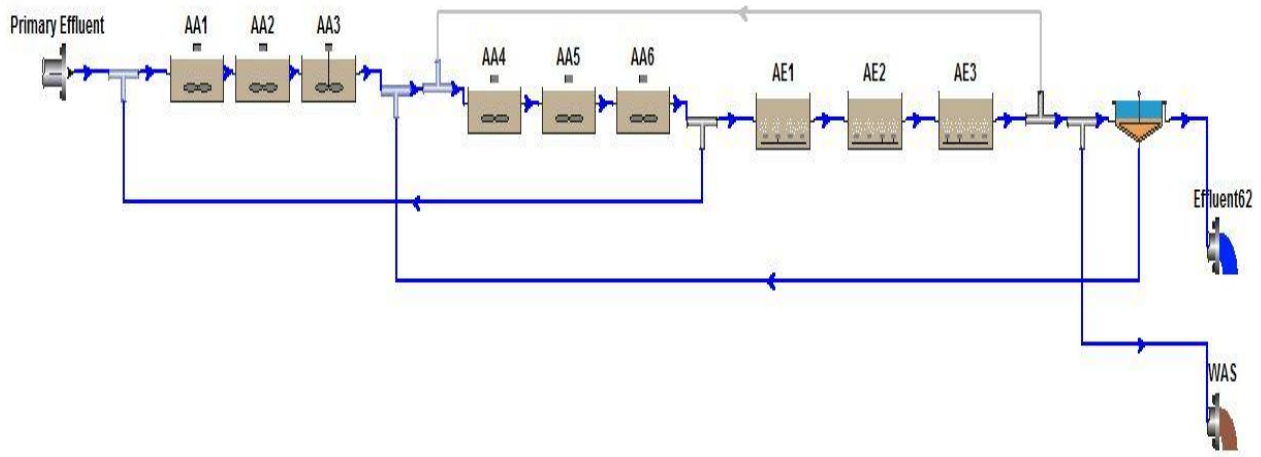 Primary Effluent
AA1
AA2
AA3
AA4
AA5
AA6
AE1
AE2
AE3
Effluent62
WAS